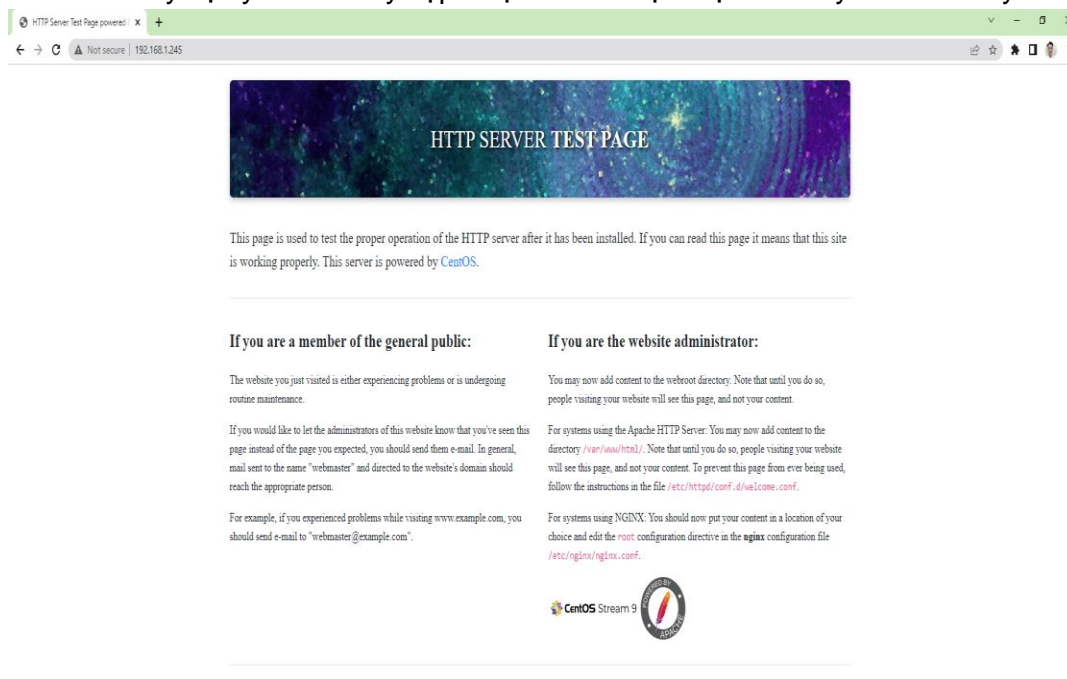 HTTP Server Test Page powered
Not secure | 192.168.1.245
HTTP SERVER TEST PAGE
This page is used to test the proper operation of the HTTP server after it has been installed. If you can read this page it means that this site
is working properly. This server is powered by CentOS.
If you are a member of the general public:
The website you just visited is either experiencing problems or is undergoing
routine maintenance.
If you would like to let the administrators of this website know that you've seen this
page instead of the page you expected, you should send them e-mail. In general,
mail sent to the name "webmaster" and directed to the website's domain should
reach the appropriate person.
For example, if you experienced problems while visiting www.example.com, you
should send e-mail to "webmaster@example.com".
If you are the website administrator:
You may now add content to the webroot directory. Note that until you do so,
people visiting your website will see this page, and not your content.
For systems using the Apache HTTP Server: You may now add content to the
directory /var/www/html/. Note that until you do so, people visiting your website
will see this page, and not your content. To prevent this page from ever being used,
follow the instructions in the file /etc/httpd/conf.d/welcome.conf.
For systems using NGINX: You should now put your content in a location of your
choice and edit the root configuration directive in the nginx configuration file
/etc/nginx/nginx.conf.
CentOS Stream 9
POWERED BY
APACHE